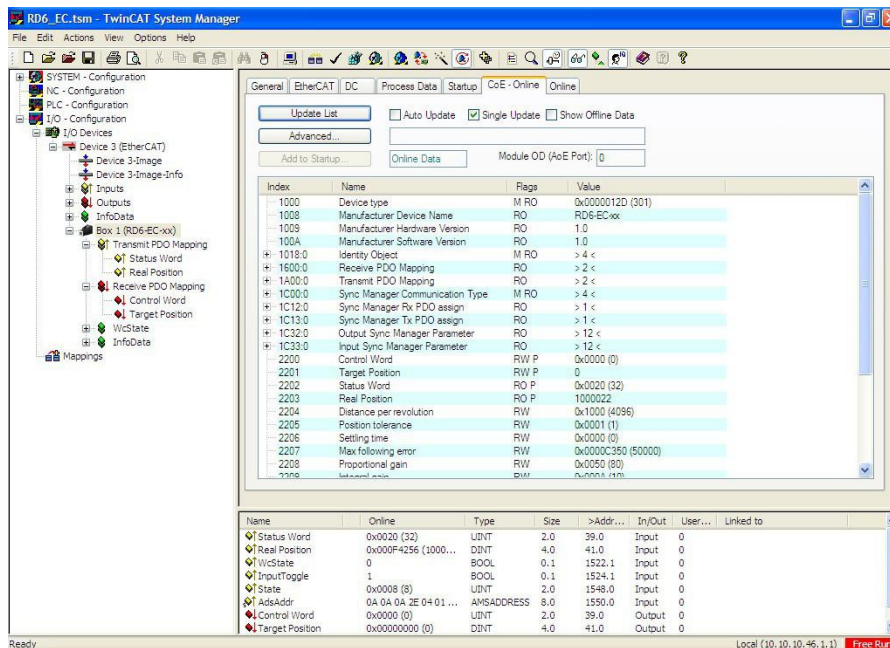 RD6_EC.tsm - TwinCAT System Manager
File Edit Actions View Options Help
SYSTEM - Configuration
NC - Configuration
PLC - Configuration
I/O - Configuration
I/O Devices
Device 3 (EtherCAT)
Device 3-Image
Device 3-Image-Info
Inputs
Outputs
InfoData
Box 1 (RD6-EC-xx)
Transmit PDO Mapping
Status Word
Real Position
Receive PDO Mapping
Control Word
Target Position
WcState
InfoData
Mappings
General EtherCAT DC Process Data Startup CoE - Online Online
Update List Auto Update Single Update Show Offline Data
Advanced...
Add to Startup... Online Data Module OD (AoE Port): 0
Index Name Flags Value
1000 Device type M RO 0x0000012D (301)
1008 Manufacturer Device Name RO RD6-EC-xx
1009 Manufacturer Hardware Version RO 1.0
100A Manufacturer Software Version RO 1.0
1018:0 Identity Object M RO > 4 <
1600:0 Receive PDO Mapping RO > 2 <
1A00:0 Transmit PDO Mapping RO > 2 <
1C00:0 Sync Manager Communication Type M RO > 4 <
1C12:0 Sync Manager Rx PDO assign RO > 1 <
1C13:0 Sync Manager Tx PDO assign RO > 1 <
1C32:0 Output Sync Manager Parameter RO > 12 <
1C33:0 Input Sync Manager Parameter RO > 12 <
2200 Control Word RW P 0x0000 (0)
2201 Target Position RW P 0
2202 Status Word RO P 0x0020 (32)
2203 Real Position RO P 1000022
2204 Distance per revolution RW 0x1000 (4096)
2205 Position tolerance RW 0x0001 (1)
2206 Settling time RW 0x0000 (0)
2207 Max following error RW 0x0000C350 (50000)
2208 Proportional gain RW 0x0050 (80)
2209 Integral gain RW 0x000A (10)
Name Online Type Size >Addr... In/Out User... Linked to
Status Word 0x0020 (32) UINT 2.0 39.0 Input 0
Real Position 0x000F4256 (1000... DINT 4.0 41.0 Input 0
WcState 0 BOOL 0.1 1522.1 Input 0
InputToggle 1 BOOL 0.1 1524.1 Input 0
State 0x0008 (8) UINT 2.0 1548.0 Input 0
AdsAddr 0A 0A 0A 2E 04 01 ... AMSADDRESS 8.0 1550.0 Input 0
Control Word 0x0000 (0) UINT 2.0 39.0 Output 0
Target Position 0x00000000 (0) DINT 4.0 41.0 Output 0
Ready Local (10.10.10.46.1.1) Free Run